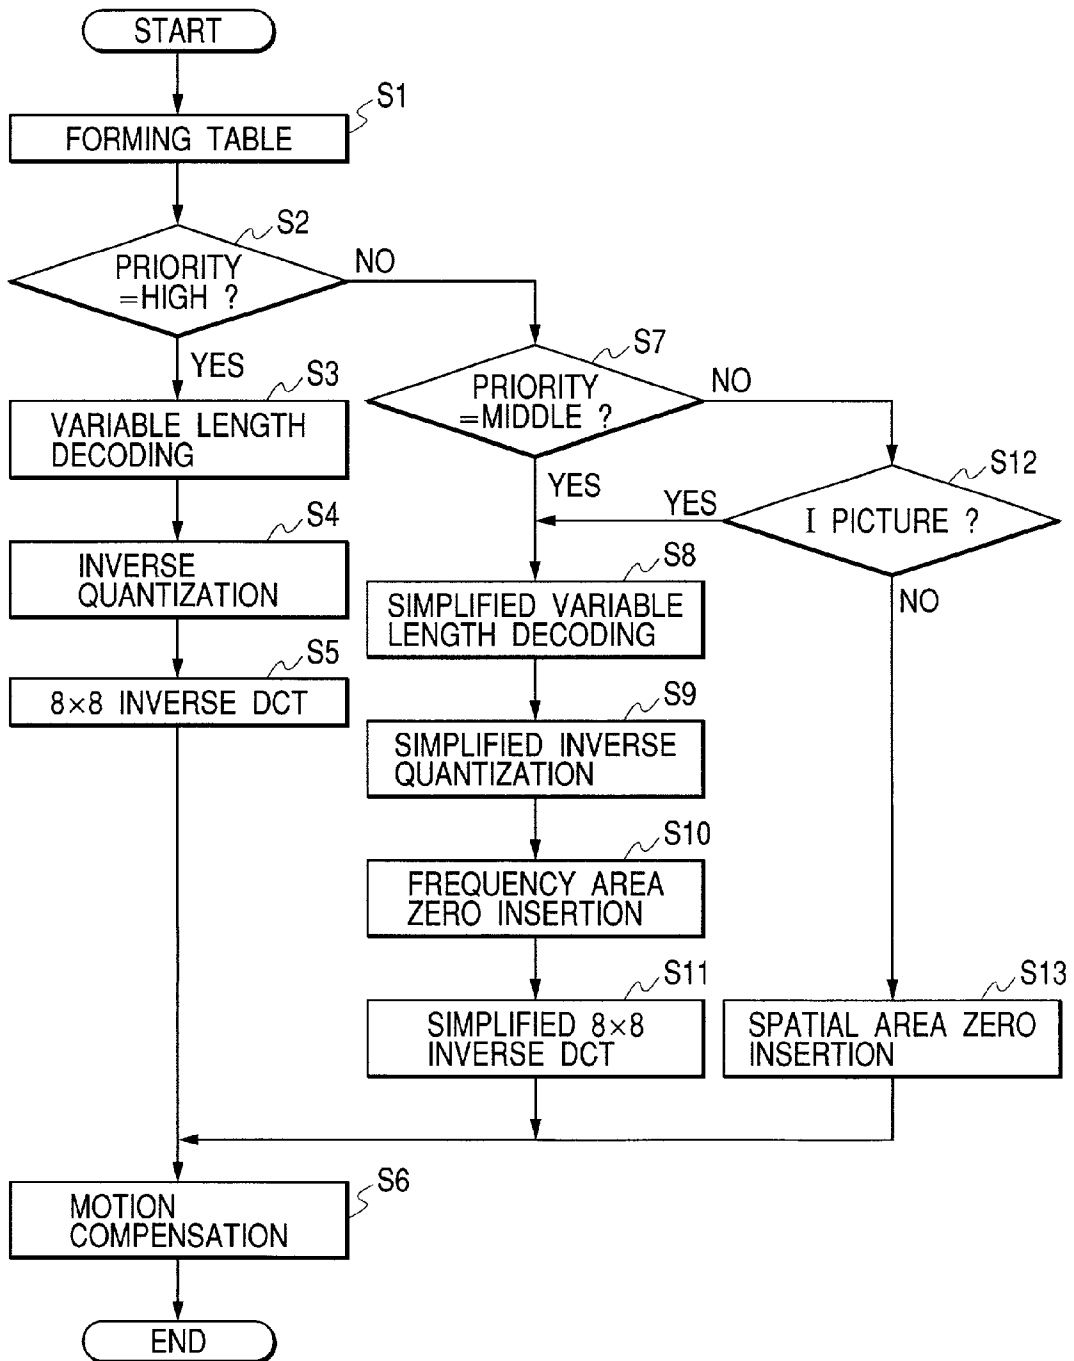 START
S1
FORMING TABLE
S2
PRIORITY
=HIGH ?
NO
YES
S3
VARIABLE LENGTH
DECODING
S4
INVERSE
QUANTIZATION
S5
8×8 INVERSE DCT
S7
PRIORITY
=MIDDLE ?
NO
YES
S12
I PICTURE ?
YES
NO
S8
SIMPLIFIED VARIABLE
LENGTH DECODING
S9
SIMPLIFIED INVERSE
QUANTIZATION
S10
FREQUENCY AREA
ZERO INSERTION
S11
SIMPLIFIED 8×8
INVERSE DCT
S13
SPATIAL AREA ZERO
INSERTION
S6
MOTION
COMPENSATION
END